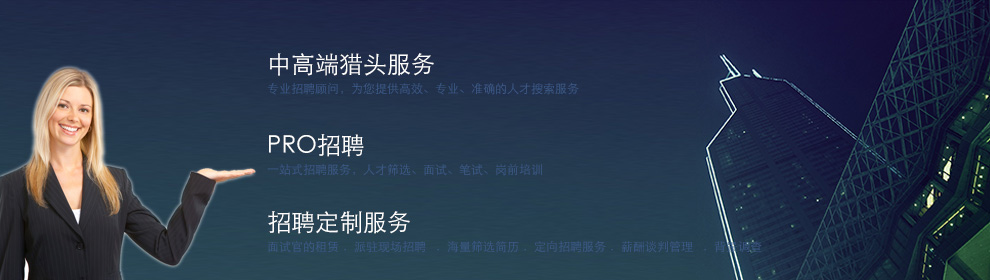 中高端猎头服务
专业招聘顾问，为您提供高效、专业、准确的人才搜索服务
PRO招聘
一站式招聘服务，人才筛选、面试、笔试、岗前培训
招聘定制服务
面试官的租赁 ．派驻现场招聘 ．海量筛选简历 ．定向招聘服务 ．薪酬谈判管理 ．背景调查